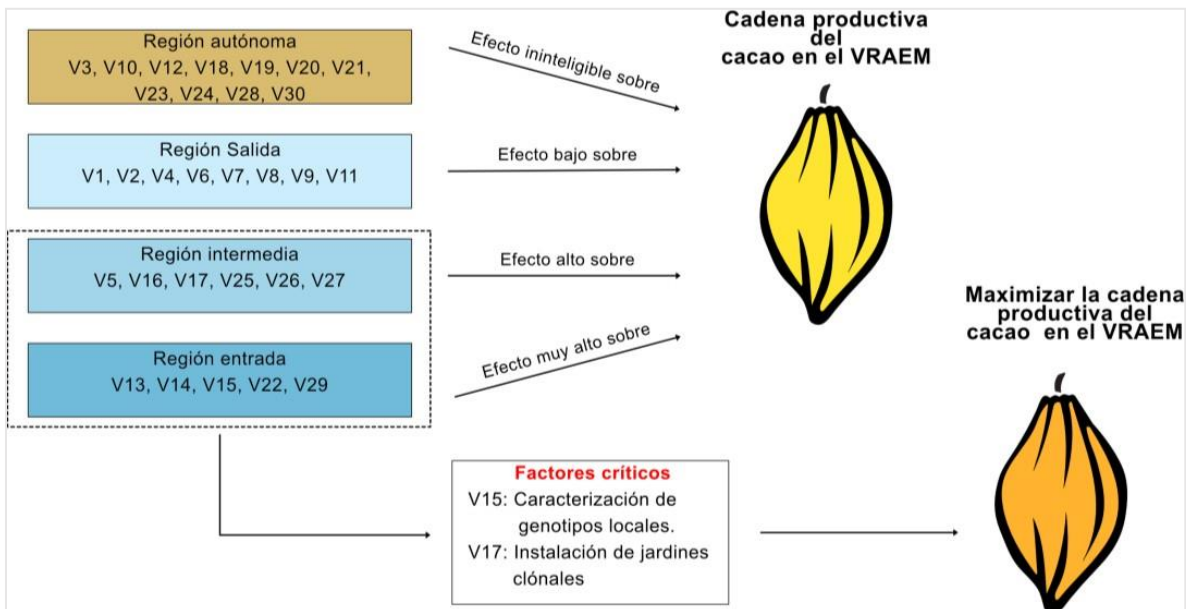 Región autónoma
V3, V10, V12, V18, V19, V20, V21,
V23, V24, V28, V30
Efecto ininteligible sobre
Cadena productiva
del
cacao en el VRAEM
Región Salida
V1, V2, V4, V6, V7, V8, V9, V11
Efecto bajo sobre
Región intermedia
V5, V16, V17, V25, V26, V27
Efecto alto sobre
Región entrada
V13, V14, V15, V22, V29
Efecto muy alto sobre
Maximizar la cadena
productiva del
cacao en el VRAEM
Factores críticos
V15: Caracterización de
genotipos locales.
V17: Instalación de jardines
clónales